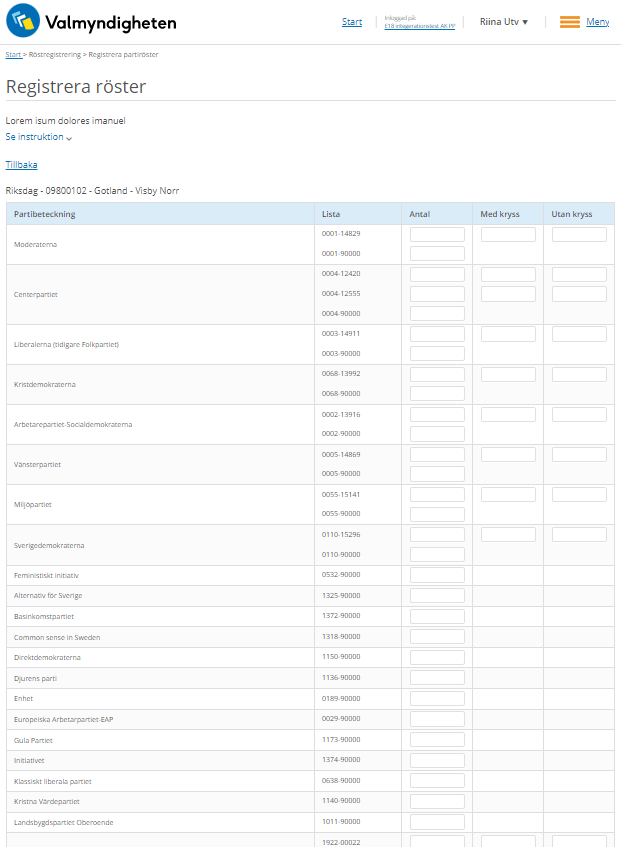 Valmyndigheten
Start
Inloggad på:
E18 integerationstest AK PP
Riina Utv ▼
Meny
Start > Röstregistrering > Registrera partiröster
Registrera röster
Lorem isum dolores imanuel
Se instruktion
Tillbaka
Riksdag - 09800102 - Gotland - Visby Norr
Partibeteckning Lista Antal Med kryss Utan kryss
Moderaterna
0001-14829
0001-90000
Centerpartiet
0004-12420
0004-12555
0004-90000
Liberalerna (tidigare Folkpartiet)
0003-14911
0003-90000
Kristdemokraterna
0068-13992
0068-90000
Arbetarepartiet-Socialdemokraterna
0002-13916
0002-90000
Vänsterpartiet
0005-14869
0005-90000
Miljöpartiet
0055-15141
0055-90000
Sverigedemokraterna
0110-15296
0110-90000
Feministiskt initiativ 0532-90000
Alternativ för Sverige 1325-90000
Basinkomstpartiet 1372-90000
Common sense in Sweden 1318-90000
Direktdemokraterna 1150-90000
Djurens parti 1136-90000
Enhet 0189-90000
Europeiska Arbetarpartiet-EAP 0029-90000
Gula Partiet 1173-90000
Initiativet 1374-90000
Klassiskt liberala partiet 0638-90000
Kristna Värdepartiet 1140-90000
Landsbygdspartiet Oberoende 1011-90000
1922-00022